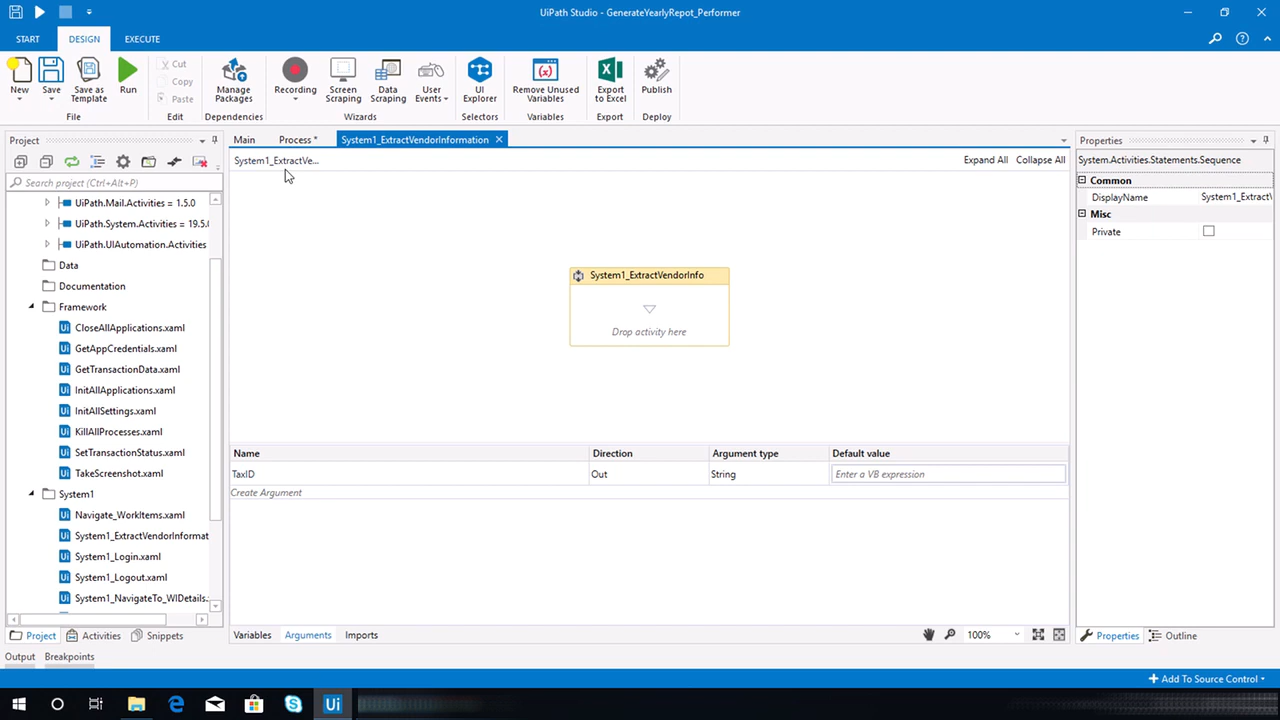 UiPath Studio - GenerateYearlyRepot_Performer
START DESIGN EXECUTE
New Save Save as Template Run Cut Copy Paste Manage Packages Recording Screen Scraping Data Scraping User Events UI Explorer Remove Unused Variables Export to Excel Publish
File Edit Dependencies Wizards Selectors Variables Export Deploy
Project
Search project (Ctrl+Alt+P)
UiPath.Mail.Activities = 1.5.0
UiPath.System.Activities = 19.5.0
UiPath.UIAutomation.Activities
Data
Documentation
Framework
CloseAllApplications.xaml
GetAppCredentials.xaml
GetTransactionData.xaml
InitAllApplications.xaml
InitAllSettings.xaml
KillAllProcesses.xaml
SetTransactionStatus.xaml
TakeScreenshot.xaml
System1
Navigate_WorkItems.xaml
System1_ExtractVendorInformat
System1_Login.xaml
System1_Logout.xaml
System1_NavigateTo_WIDetails.
Project Activities Snippets
Main Process * System1_ExtractVendorInformation
System1_ExtractVe... Expand All Collapse All
System1_ExtractVendorInfo
Drop activity here
Name Direction Argument type Default value
TaxID Out String Enter a VB expression
Create Argument
Variables Arguments Imports 100%
Properties
System.Activities.Statements.Sequence
Common
DisplayName System1_Extract\
Misc
Private
Properties Outline
Output Breakpoints
Add To Source Control
Ui